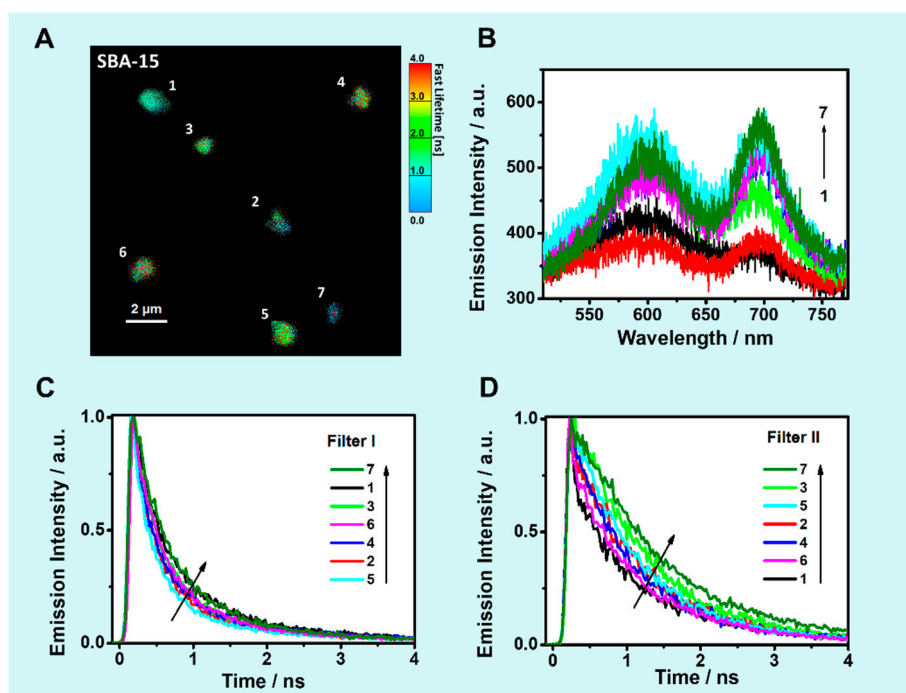 A
SBA-15
1
4
3
2
6
7
5
2 µm
4.0
3.0
2.0
1.0
0.0
Fast Lifetime [ns]
B
Emission Intensity / a.u.
600
500
400
300
7
1
550 600 650 700 750
Wavelength / nm
C
Emission Intensity / a.u.
1.0
0.5
0.0
Filter I
7
1
3
6
4
2
5
0 1 2 3 4
Time / ns
D
Emission Intensity / a.u.
1.0
0.5
0.0
Filter II
7
3
5
2
4
6
1
0 1 2 3 4
Time / ns